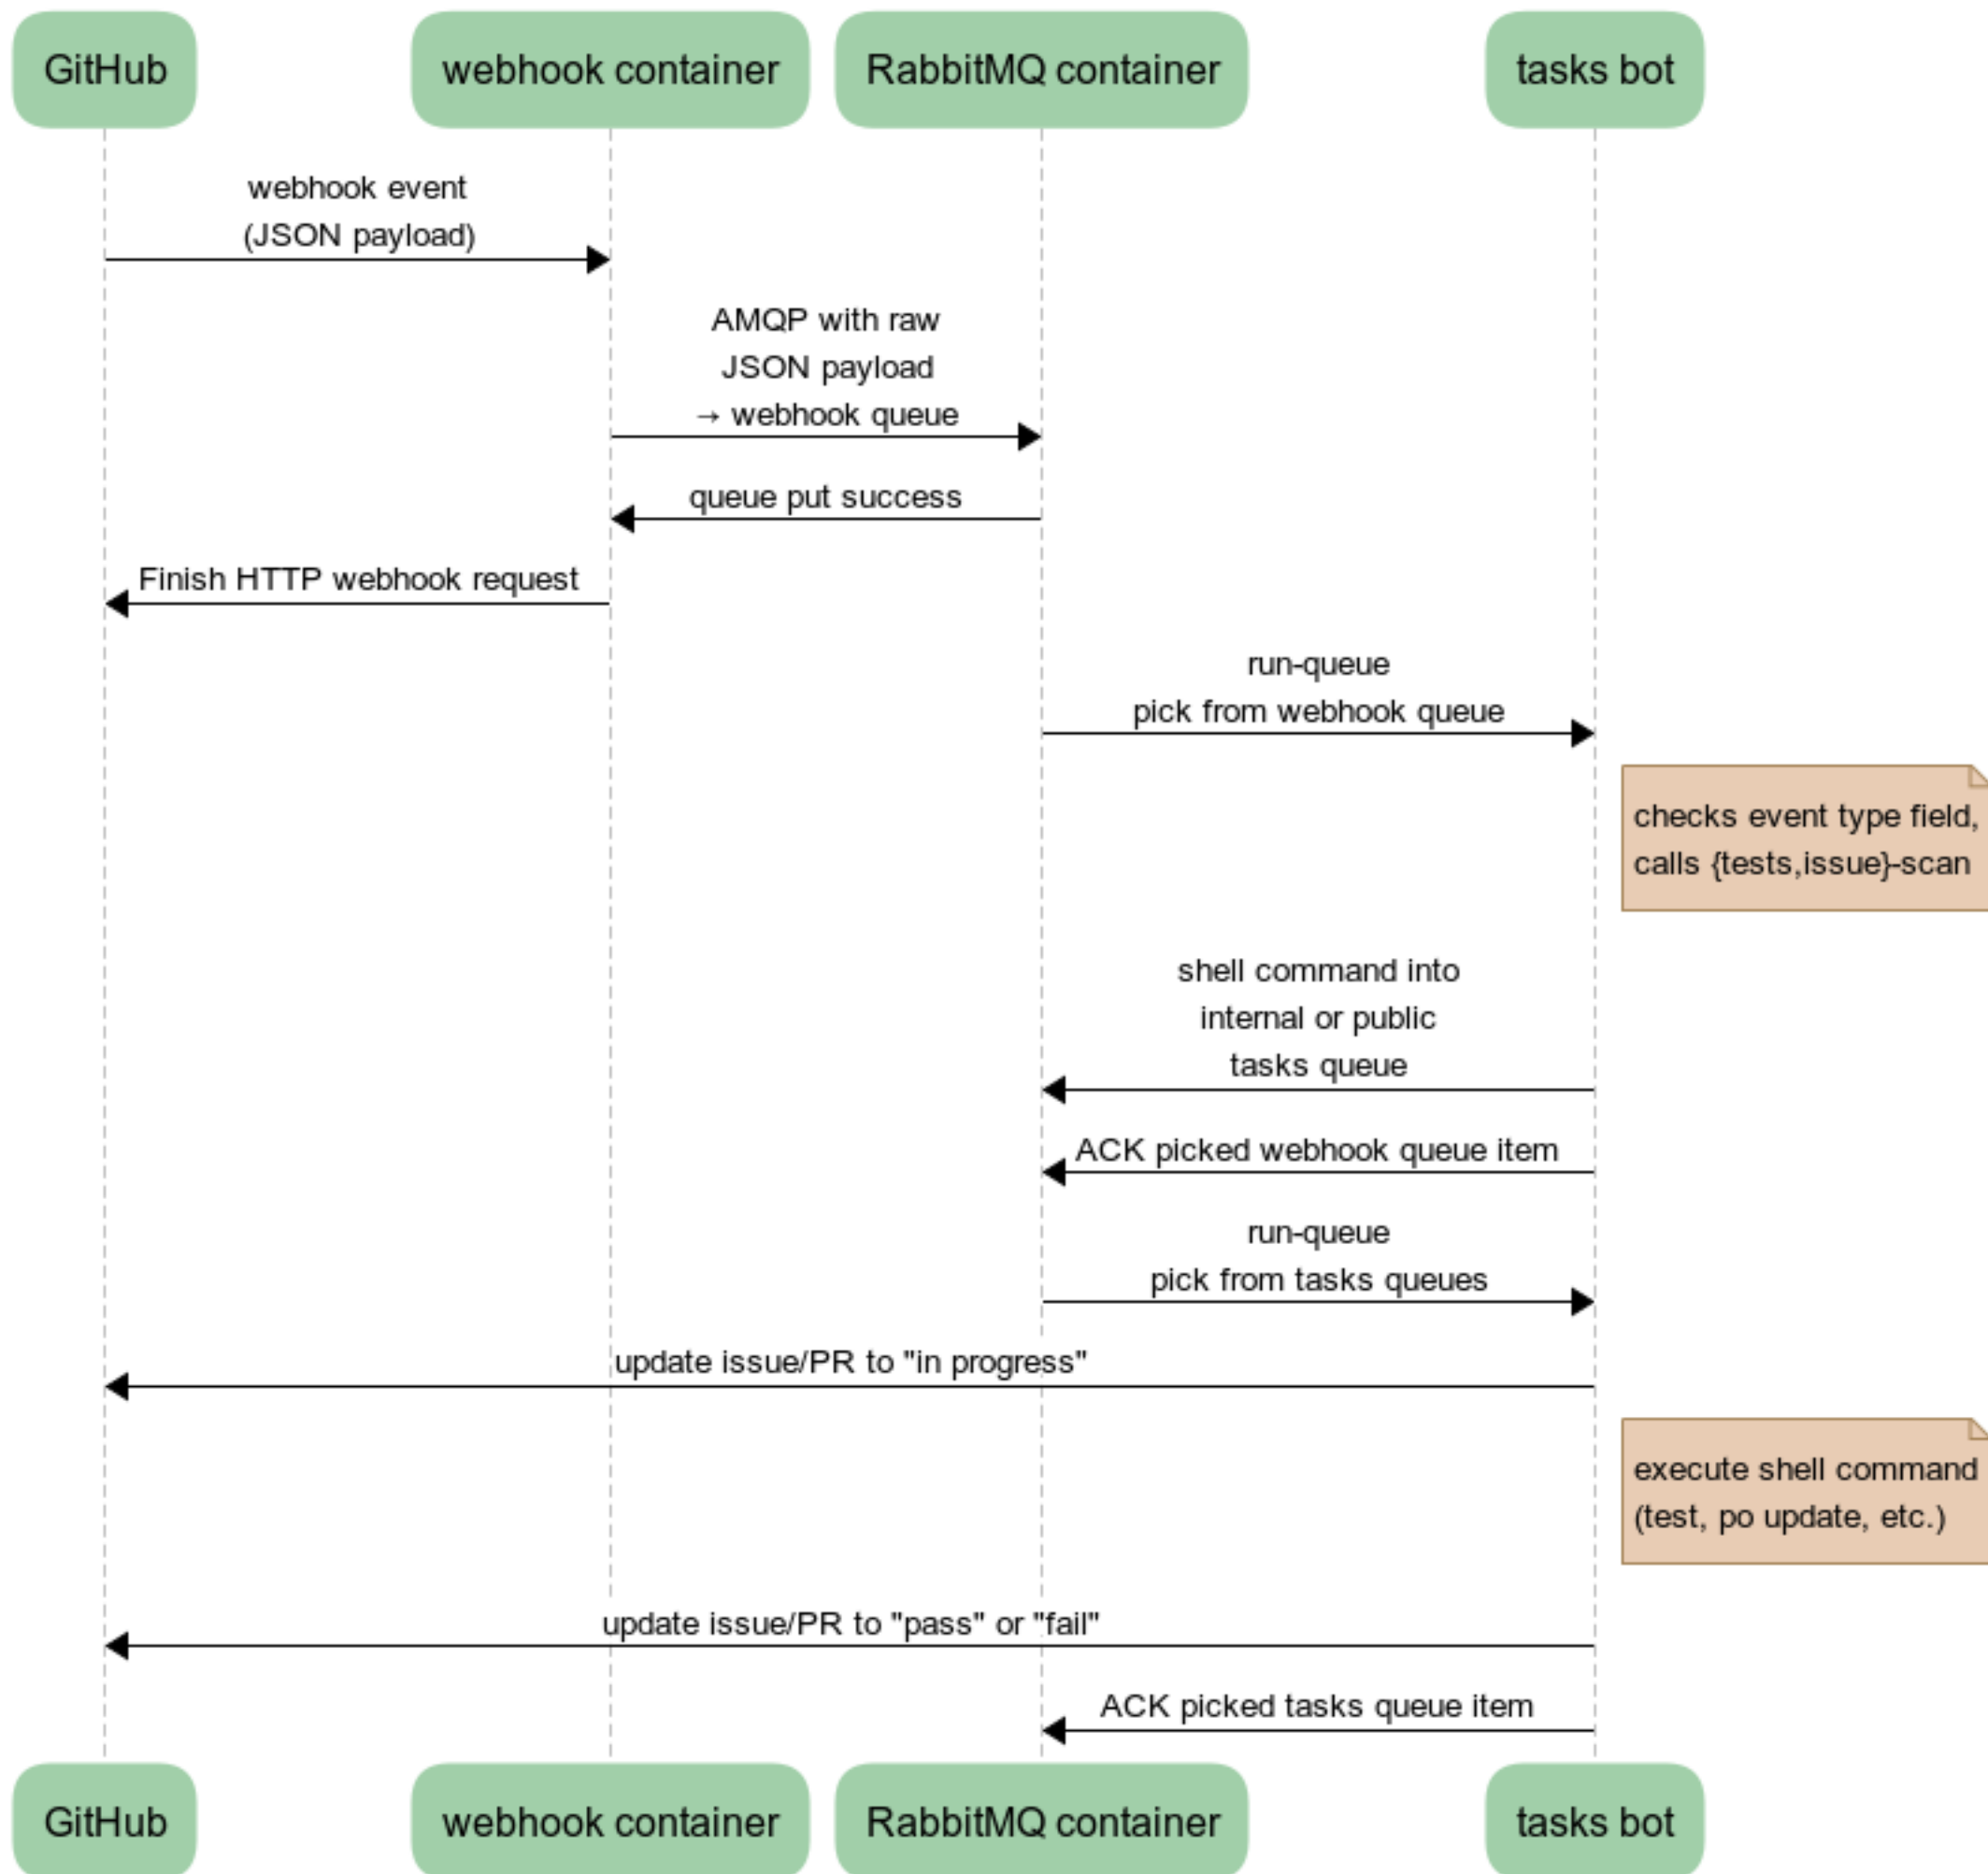 GitHub
webhook container
RabbitMQ container
tasks bot
webhook event
(JSON payload)
AMQP with raw
JSON payload
→ webhook queue
queue put success
Finish HTTP webhook request
run-queue
pick from webhook queue
checks event type field,
calls {tests,issue}-scan
shell command into
internal or public
tasks queue
ACK picked webhook queue item
run-queue
pick from tasks queues
update issue/PR to "in progress"
execute shell command
(test, po update, etc.)
update issue/PR to "pass" or "fail"
ACK picked tasks queue item
GitHub
webhook container
RabbitMQ container
tasks bot